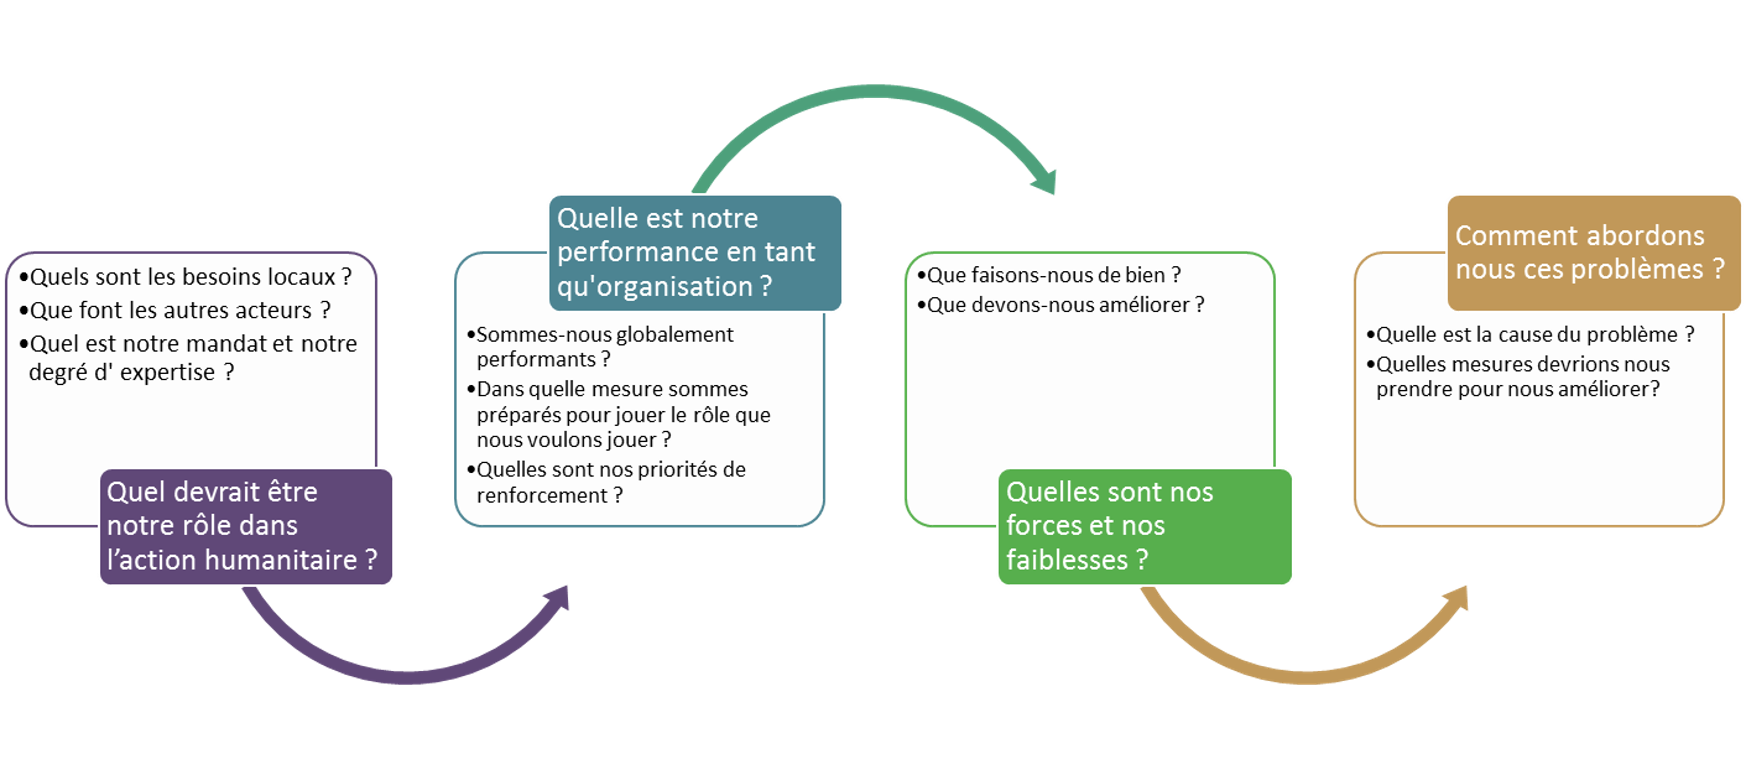 •Quels sont les besoins locaux ?
•Que font les autres acteurs ?
•Quel est notre mandat et notre
degré d' expertise ?
Quel devrait être
notre rôle dans
l’action humanitaire ?
Quelle est notre
performance en tant
qu'organisation ?
•Sommes-nous globalement
performants ?
•Dans quelle mesure sommes
préparés pour jouer le rôle que
nous voulons jouer ?
•Quelles sont nos priorités de
renforcement ?
•Que faisons-nous de bien ?
•Que devons-nous améliorer ?
Quelles sont nos
forces et nos
faiblesses ?
Comment abordons
nous ces problèmes ?
•Quelle est la cause du problème ?
•Quelles mesures devrions nous
prendre pour nous améliorer?